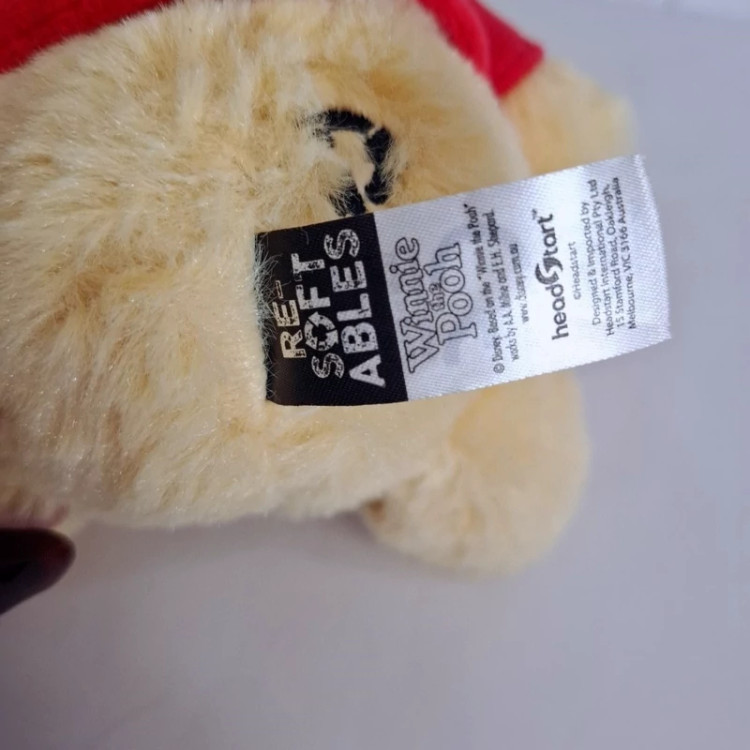 RE-
SOFT
ABLES
Winnie
the
Pooh
© Disney. Based on the "Winnie the Pooh"
works by A.A. Milne and E.H. Shepard.
www.disney.com.au
headStart™
©Headstart
Designed & Imported by
Headstart International Pty Ltd
15 Stamford Road, Oakleigh,
Melbourne, VIC 3166 Australia